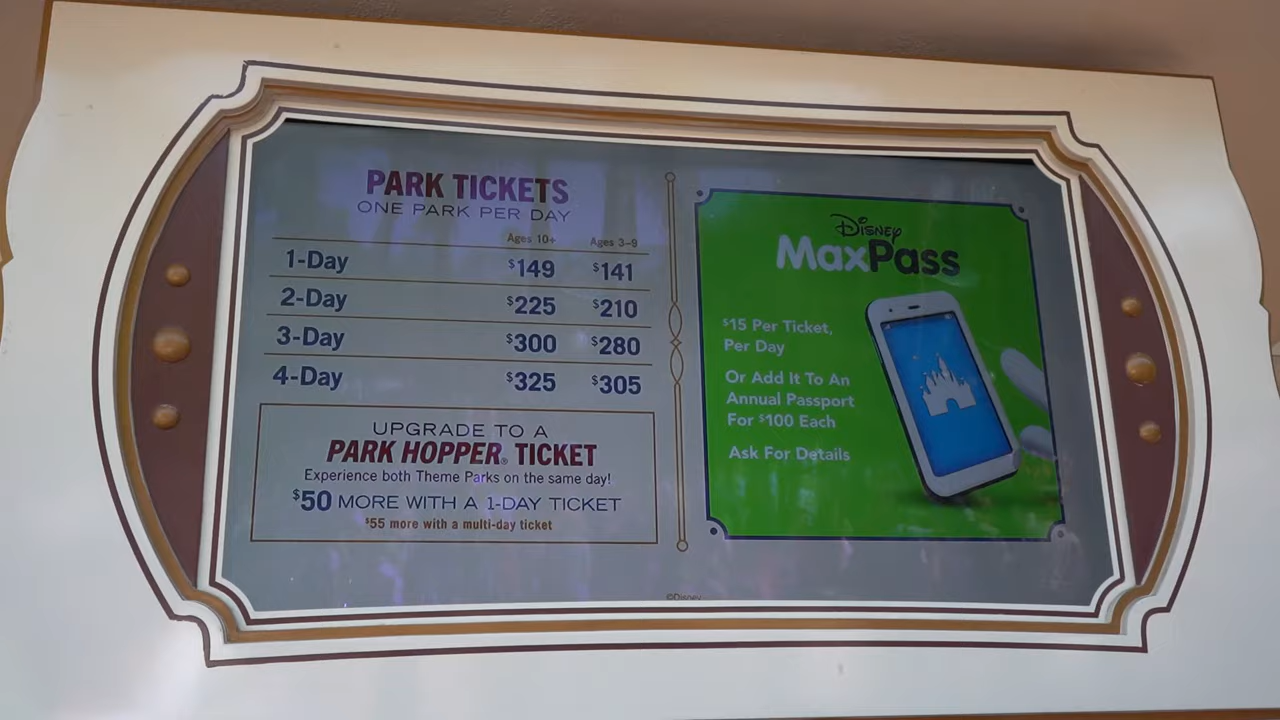 PARK TICKETS
ONE PARK PER DAY
Ages 10+ Ages 3-9
1-Day $149 $141
2-Day $225 $210
3-Day $300 $280
4-Day $325 $305
UPGRADE TO A
PARK HOPPER® TICKET
Experience both Theme Parks on the same day!
$50 MORE WITH A 1-DAY TICKET
$55 more with a multi-day ticket
Disney
MaxPass
$15 Per Ticket,
Per Day
Or Add It To An
Annual Passport
For $100 Each
Ask For Details
©Disney